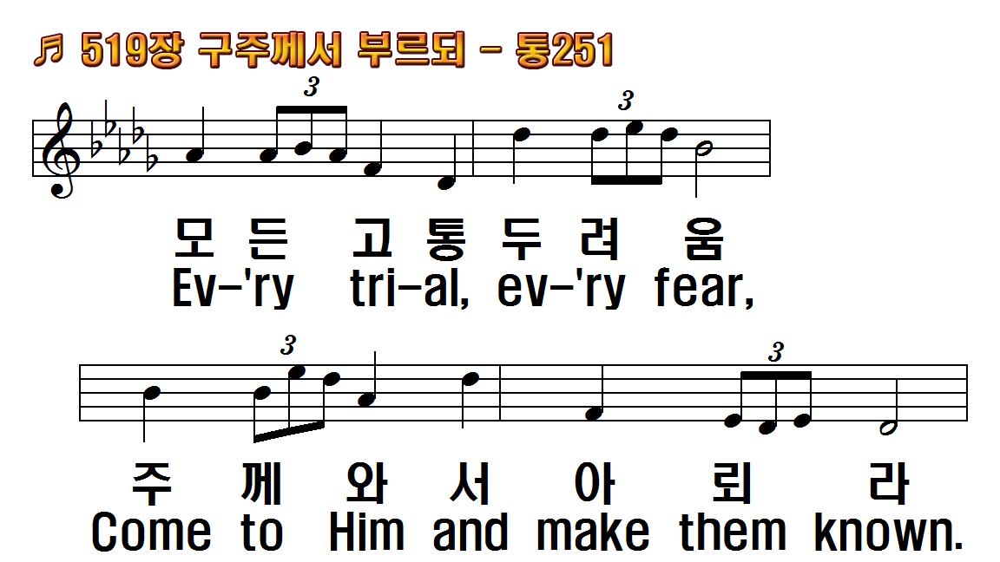 ♬ 519장 구주께서 부르되 - 통251
3 3
모 든 고 통 두 려 움
Ev-'ry tri-al, ev-'ry fear,
3 3
주 께 와 서 아 뢰 라
Come to Him and make them known.